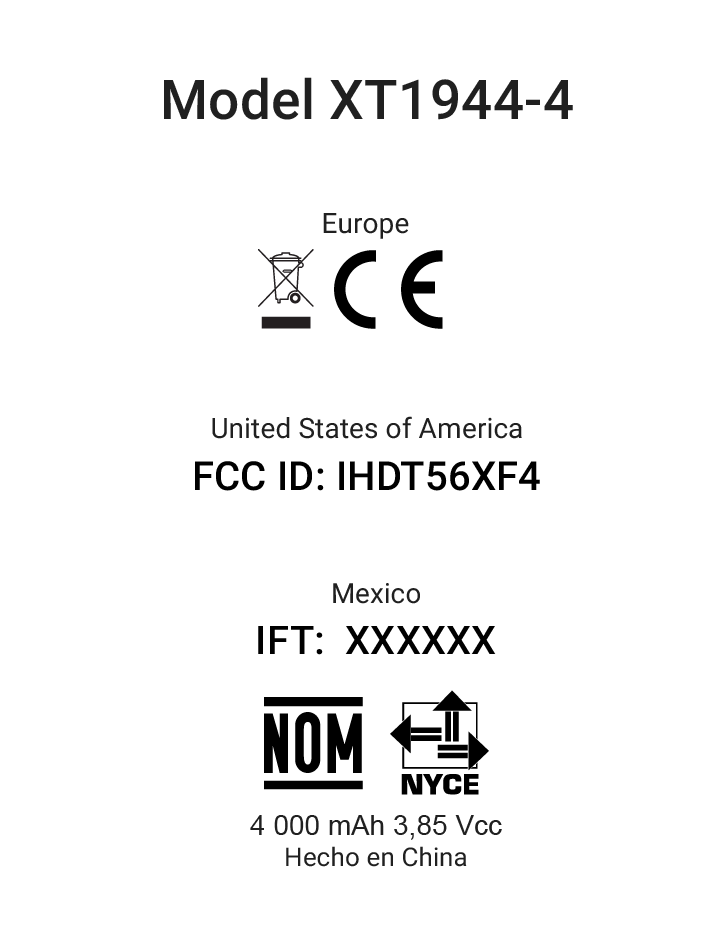 Model XT1944-4
Europe
CE
United States of America
FCC ID: IHDT56XF4
Mexico
IFT: XXXXXX
NOM
NYCE
4 000 mAh 3,85 Vcc
Hecho en China